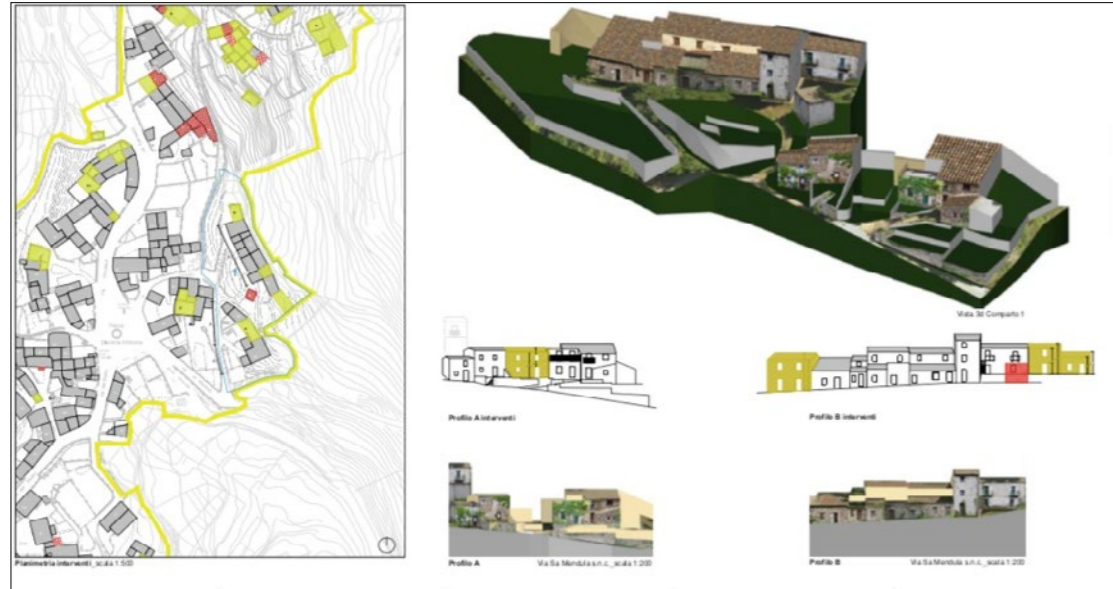 Vista 3d Comparto 1
Profilo A interventi
Profilo B interventi
Planimetria interventi_scala 1:500
Profilo A
Via Sa Mendula s.n.c._scala 1:200
Profilo B
Via Sa Mendula s.n.c._scala 1:200